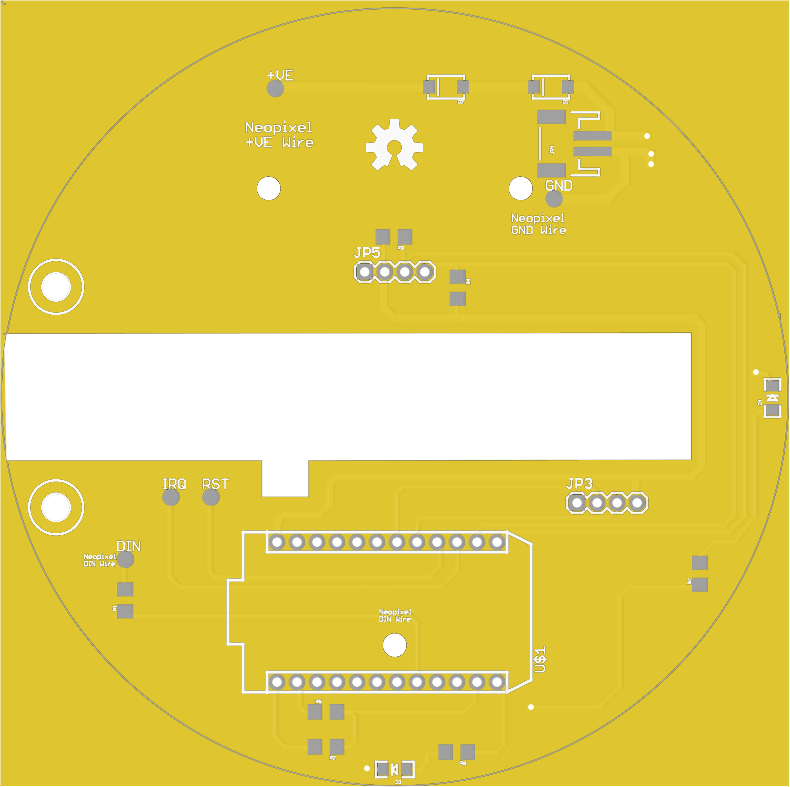 +VE
Neopixel
+VE Wire
GND
Neopixel
GND Wire
JP5
IRQ
RST
JP3
DIN
Neopixel
DIN Wire
Neopixel
DIN Wire
U$1